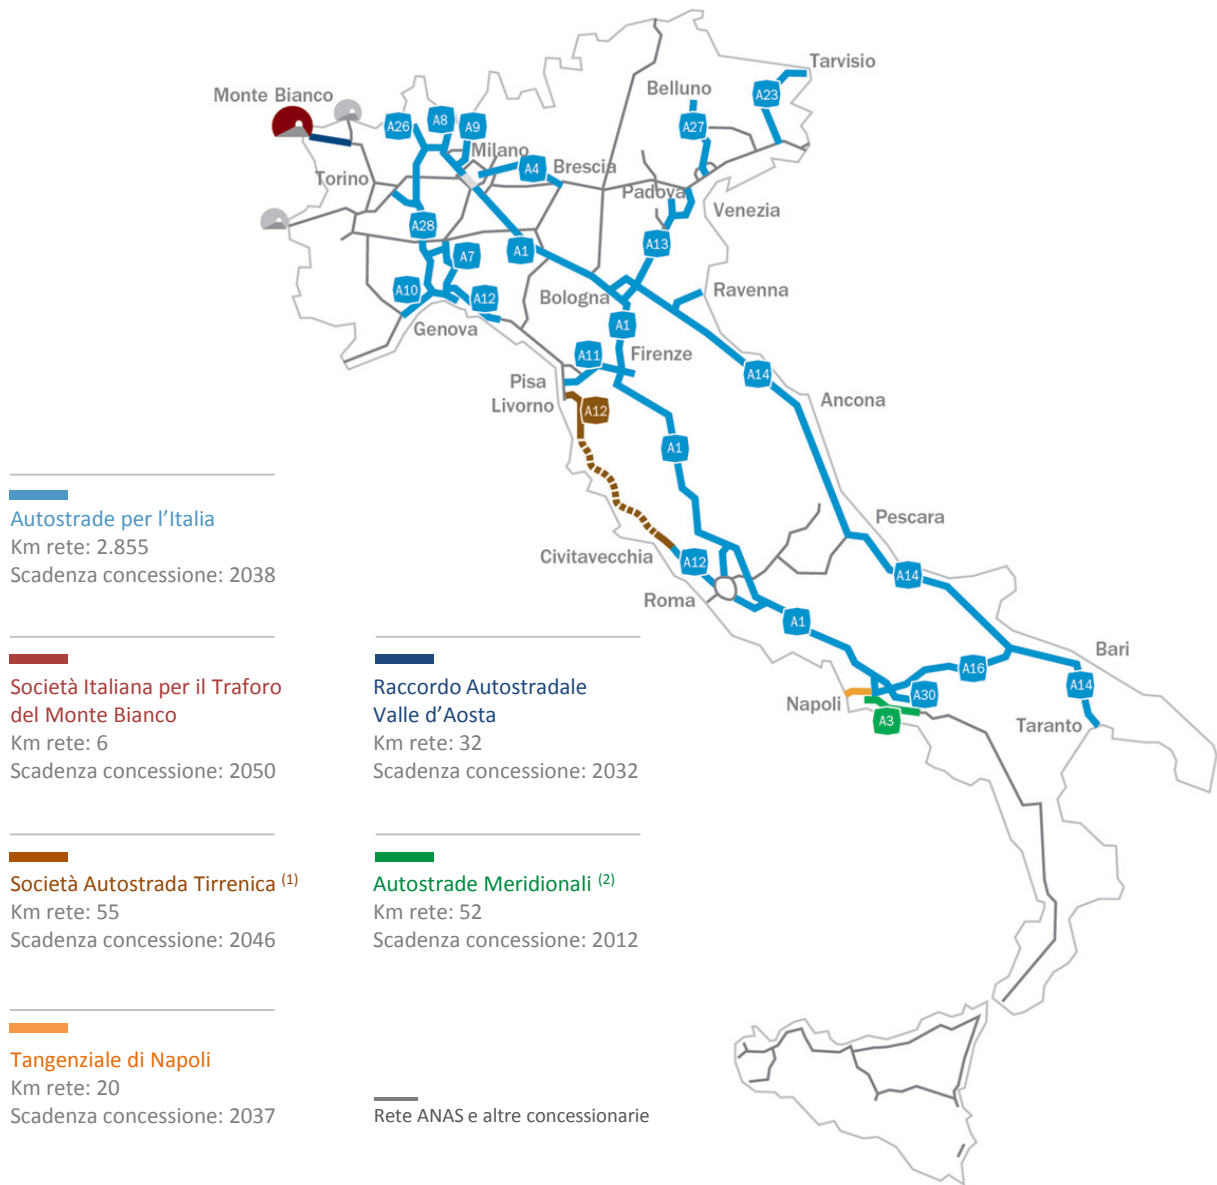 Tarvisio
Belluno
A23
Monte Bianco
A26
A8
A9
A27
Milano
A4
Brescia
Torino
Padova
Venezia
A28
A13
A7
A1
A10
A12
Bologna
Ravenna
Genova
A1
A11
Firenze
Pisa
A14
Livorno
A12
Ancona
A1
Pescara
Civitavecchia
A12
A14
Roma
A1
Bari
A16
A14
Napoli
A30
A3
Taranto
Autostrade per l’Italia
Km rete: 2.855
Scadenza concessione: 2038
Società Italiana per il Traforo
del Monte Bianco
Km rete: 6
Scadenza concessione: 2050
Raccordo Autostradale
Valle d’Aosta
Km rete: 32
Scadenza concessione: 2032
Società Autostrada Tirrenica (1)
Km rete: 55
Scadenza concessione: 2046
Autostrade Meridionali (2)
Km rete: 52
Scadenza concessione: 2012
Tangenziale di Napoli
Km rete: 20
Scadenza concessione: 2037
Rete ANAS e altre concessionarie